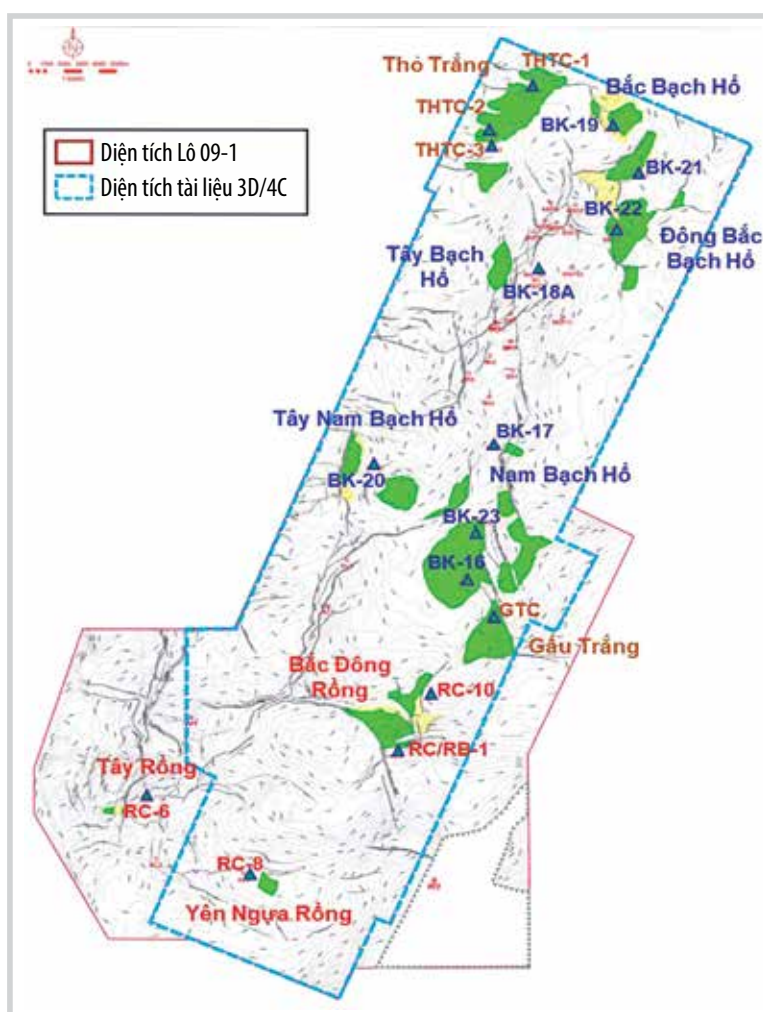 Thỏ Trắng
THTC-1
Bắc Bạch Hổ
THTC-2
BK-19
THTC-3
BK-21
Diện tích Lô 09-1
Diện tích tài liệu 3D/4C
BK-22
Đông Bắc
Bạch Hổ
Tây Bạch
Hổ
BK-18A
Tây Nam Bạch Hổ
BK-17
BK-20
Nam Bạch Hổ
BK-23
BK-16
GTC
Gấu Trắng
Bắc Đông
Rồng
RC-10
RC/RB-1
Tây Rồng
RC-6
RC-8
Yên Ngựa Rồng